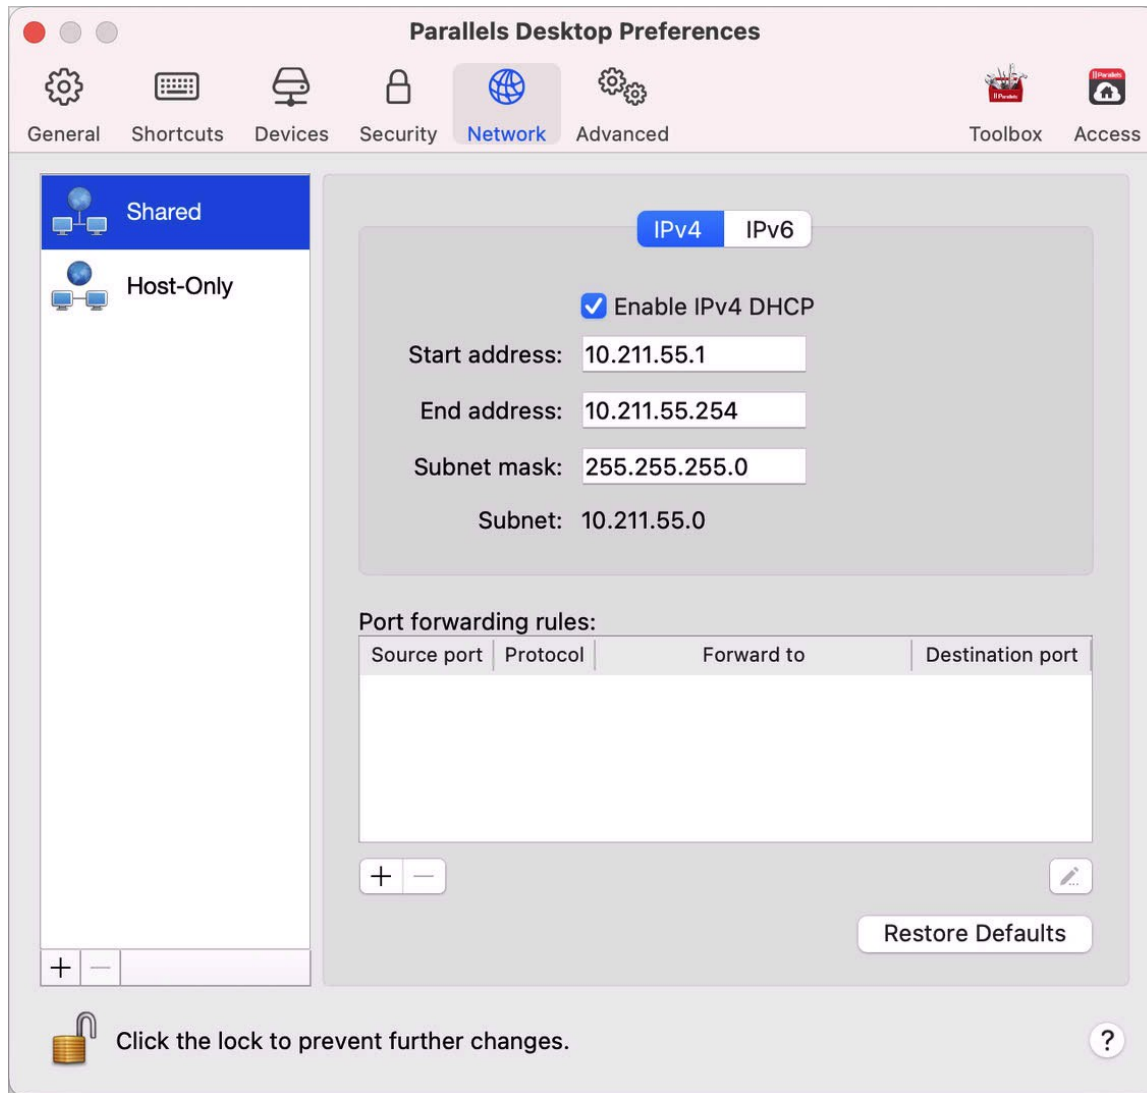 Parallels Desktop Preferences
General Shortcuts Devices Security Network Advanced Toolbox Access
Shared
Host-Only
IPv4 IPv6
Enable IPv4 DHCP
Start address: 10.211.55.1
End address: 10.211.55.254
Subnet mask: 255.255.255.0
Subnet: 10.211.55.0
Port forwarding rules:
Source port Protocol Forward to Destination port
Restore Defaults
Click the lock to prevent further changes. ?